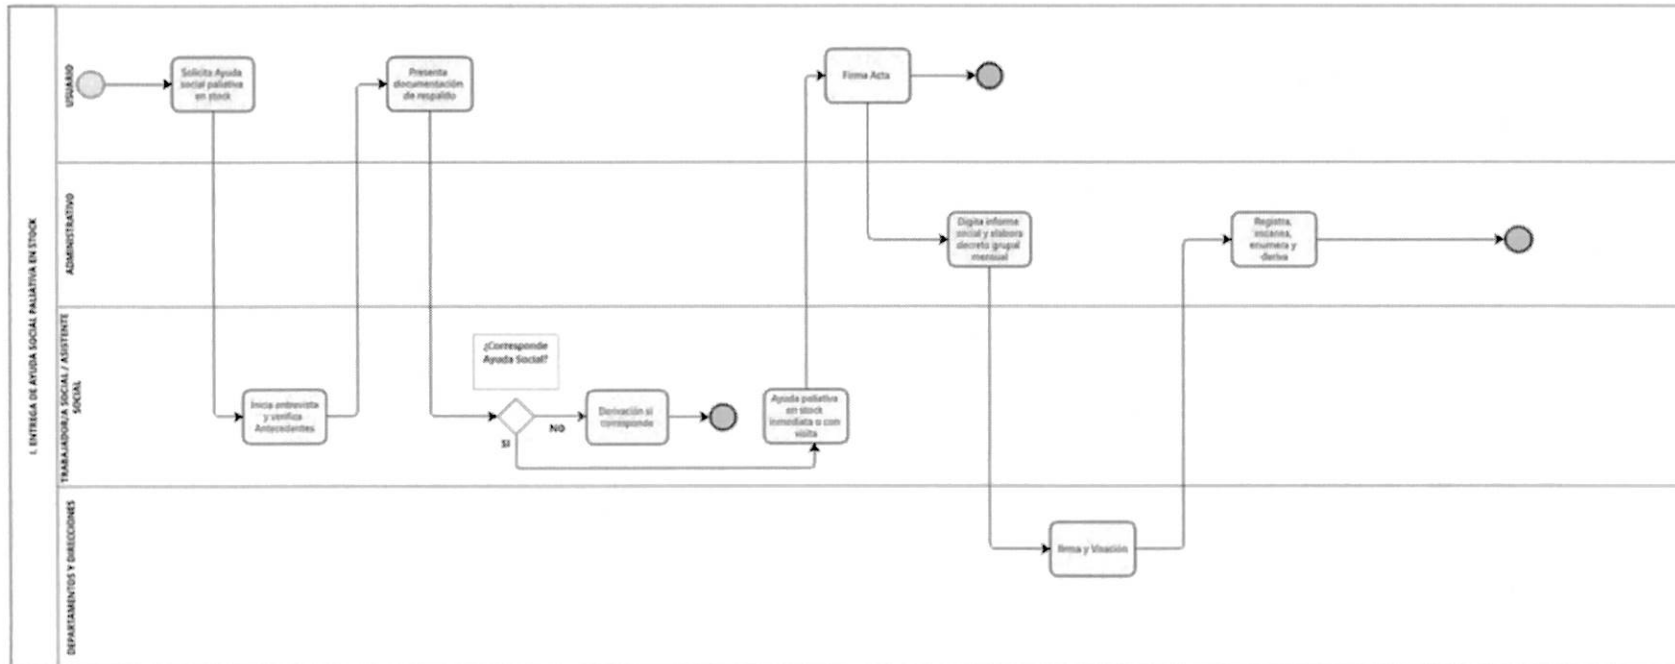 I. ENTREGA DE AYUDA SOCIAL PALIATIVA EN STOCK
USUARIO
Solicita Ayuda
social paliativa
en stock
Presenta
documentación
de respaldo
Firma Acta
ADMINISTRATIVO
Digita informe
social y elabora
decreto grupal
mensual
Registra,
escanea,
enumera y
deriva
TRABAJADOR/A SOCIAL / ASISTENTE
SOCIAL
Inicia entrevista
y verifica
Antecedentes
¿Corresponde
Ayuda Social?
SI
NO
Derivación si
corresponde
Ayuda paliativa
en stock
inmediata o con
visita
DEPARTAMENTOS Y DIRECCIONES
firma y Visación